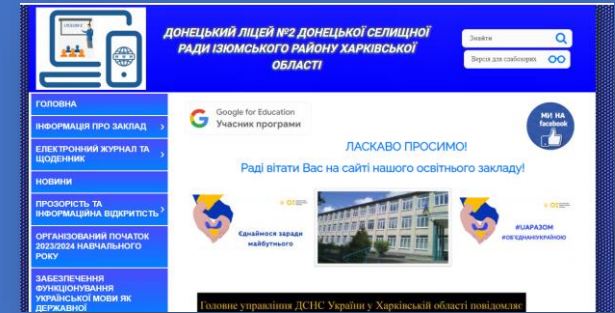 ДОНЕЦЬКИЙ ЛІЦЕЙ №2 ДОНЕЦЬКОЇ СЕЛИЩНОЇ
РАДИ ІЗЮМСЬКОГО РАЙОНУ ХАРКІВСЬКОЇ
ОБЛАСТІ
Знайти
Версія для слабозорих
ГОЛОВНА
ІНФОРМАЦІЯ ПРО ЗАКЛАД
ЕЛЕКТРОННИЙ ЖУРНАЛ ТА
ЩОДЕННИК
НОВИНИ
ПРОЗОРІСТЬ ТА
ІНФОРМАЦІЙНА ВІДКРИТІСТЬ
ОРГАНІЗОВАНИЙ ПОЧАТОК
2023/2024 НАВЧАЛЬНОГО
РОКУ
ЗАБЕЗПЕЧЕННЯ
ФУНКЦІОНУВАННЯ
УКРАЇНСЬКОЇ МОВИ ЯК
ДЕРЖАВНОЇ
Google for Education
Учасник програми
МИ НА
facebook
ЛАСКАВО ПРОСИМО!
Раді вітати Вас на сайті нашого освітнього закладу!
Єднаймося заради
майбутнього
#UAРАЗОМ
#ОБ'ЄДНАНУКРАЇНОЮ
Головне управління ДСНС України у Харківській області повідомляє